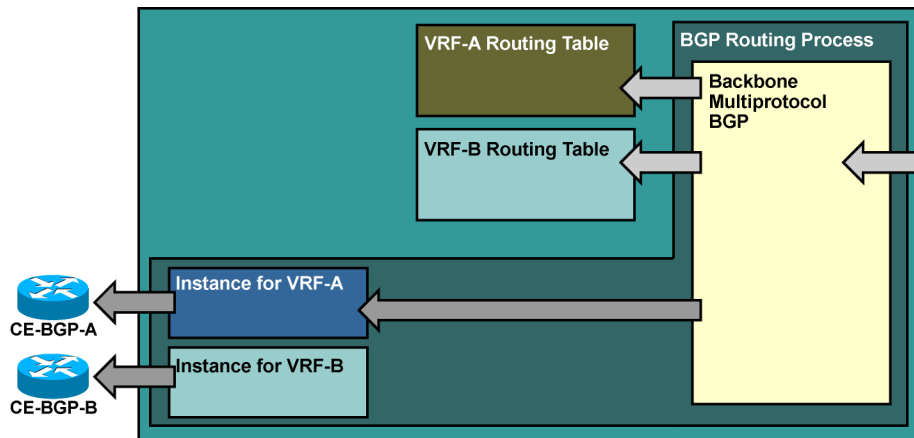 VRF-A Routing Table
BGP Routing Process
Backbone
Multiprotocol
BGP
VRF-B Routing Table
Instance for VRF-A
CE-BGP-A
Instance for VRF-B
CE-BGP-B